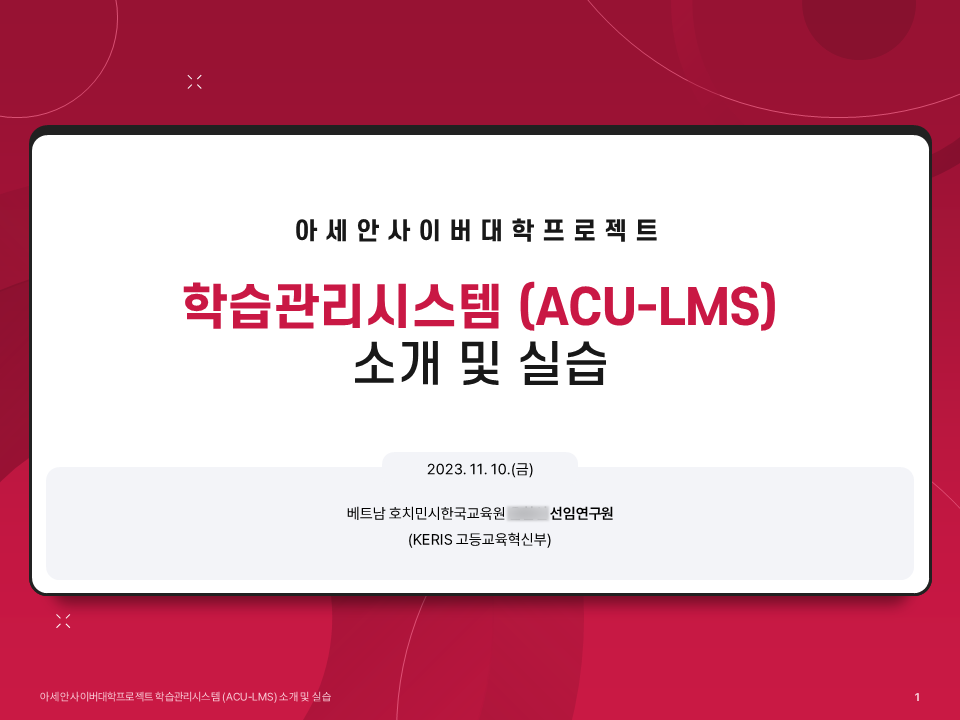 아세안사이버대학프로젝트
학습관리시스템 (ACU-LMS)
소개 및 실습
2023. 11. 10.(금)
베트남 호치민시한국교육원 선임연구원
(KERIS 고등교육혁신부)
아세안사이버대학프로젝트 학습관리시스템 (ACU-LMS) 소개 및 실습
1